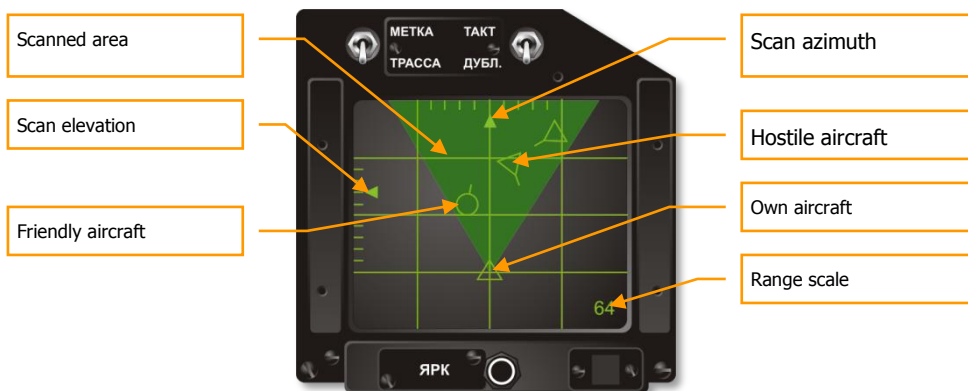 Scanned area
МЕТКА ТАКТ
ТРАССА ДУБЛ.
Scan azimuth
Scan elevation
Hostile aircraft
Friendly aircraft
Own aircraft
Range scale
64
ЯРК